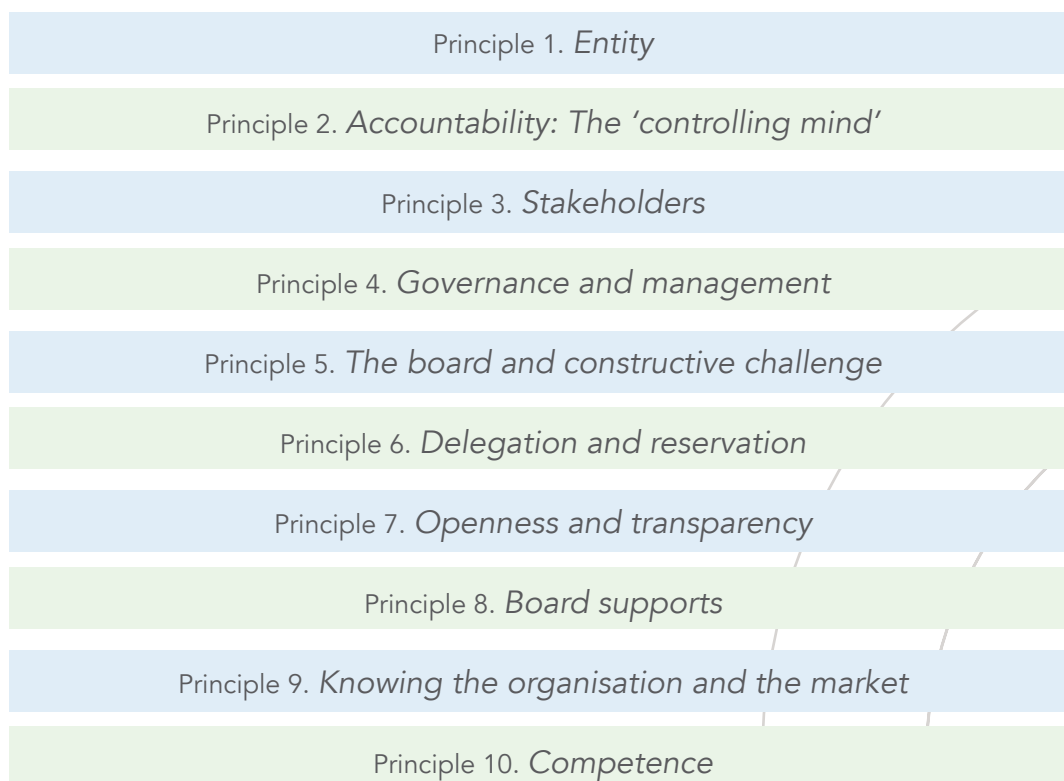 Principle 1. Entity
Principle 2. Accountability: The ‘controlling mind’
Principle 3. Stakeholders
Principle 4. Governance and management
Principle 5. The board and constructive challenge
Principle 6. Delegation and reservation
Principle 7. Openness and transparency
Principle 8. Board supports
Principle 9. Knowing the organisation and the market
Principle 10. Competence